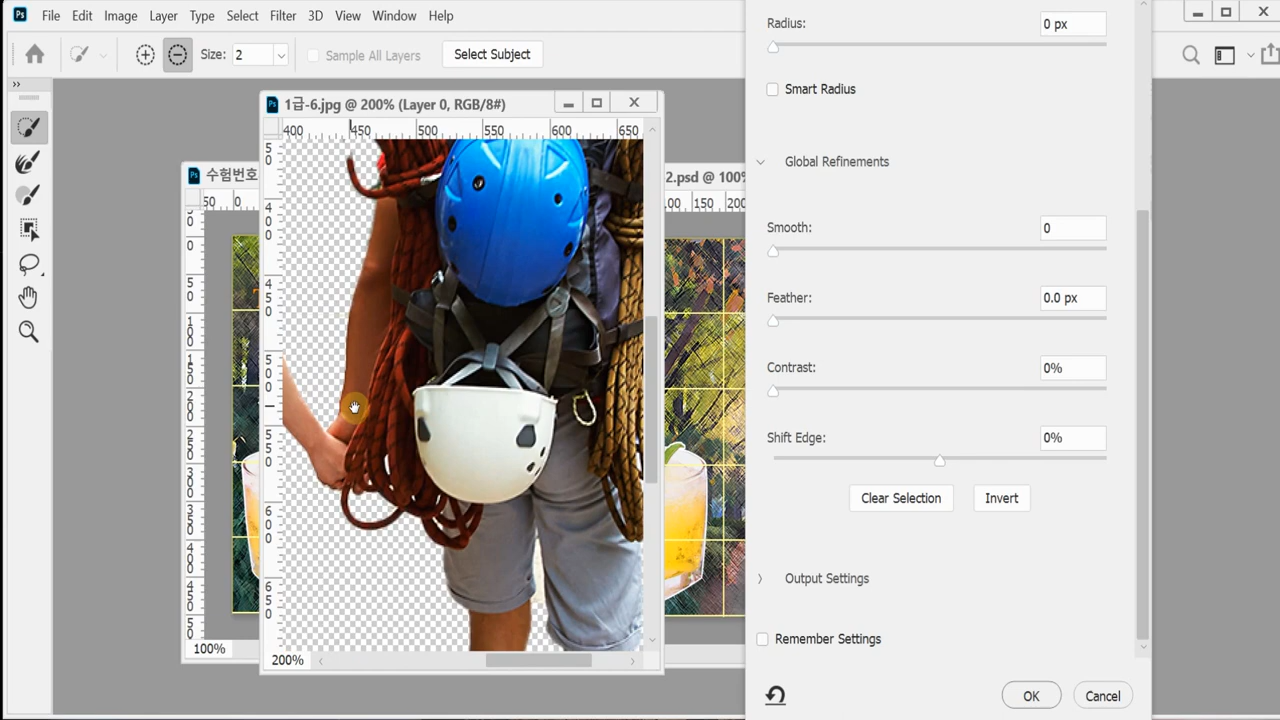 Ps File Edit Image Layer Type Select Filter 3D View Window Help
Size: 2 Sample All Layers Select Subject
1급-6.jpg @ 200% (Layer 0, RGB/8#)
400 450 500 550 600 650
수험번호
2.psd @ 100%
50 0
100 150 200
200%
100%
Radius: 0 px
Smart Radius
Global Refinements
Smooth: 0
Feather: 0.0 px
Contrast: 0%
Shift Edge: 0%
Clear Selection Invert
Output Settings
Remember Settings
OK Cancel